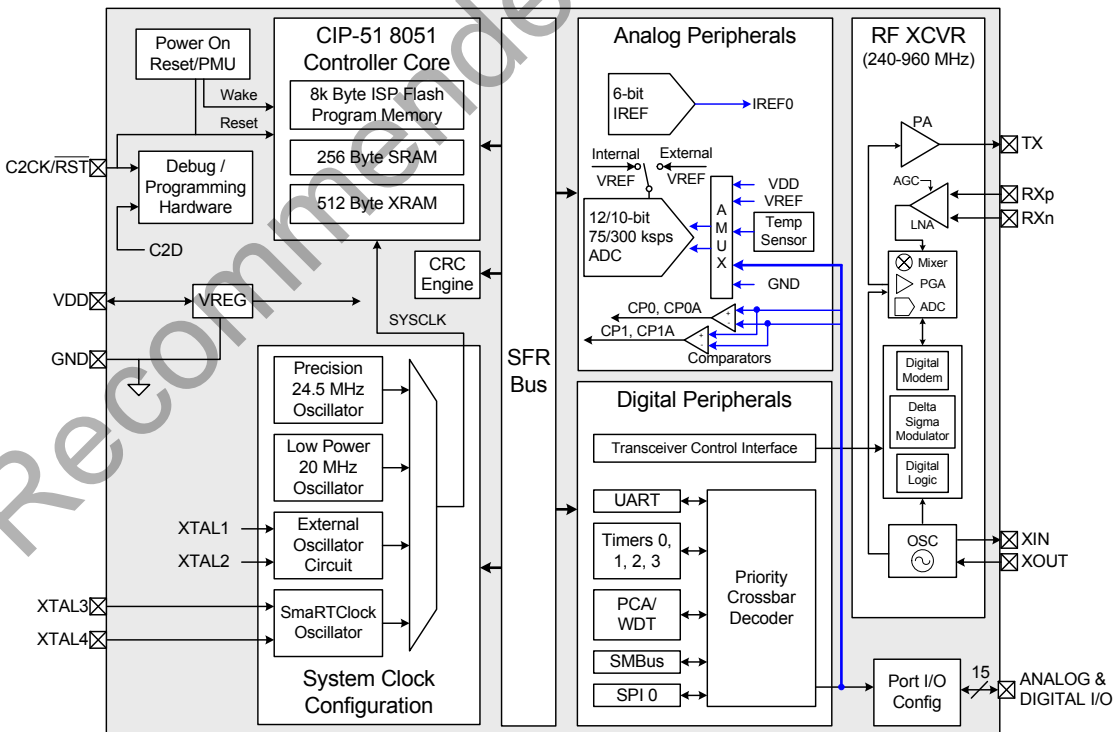 Recommende
Power On
Reset/PMU
Wake
Reset
C2CK/RST
Debug /
Programming
Hardware
C2D
VDD
VREG
GND
CIP-51 8051
Controller Core
8k Byte ISP Flash
Program Memory
256 Byte SRAM
512 Byte XRAM
CRC
Engine
SYSCLK
Precision
24.5 MHz
Oscillator
Low Power
20 MHz
Oscillator
XTAL1
XTAL2
External
Oscillator
Circuit
XTAL3
XTAL4
SmaRTClock
Oscillator
System Clock
Configuration
SFR
Bus
Analog Peripherals
6-bit
IREF
IREF0
Internal
VREF
External
VREF
12/10-bit
75/300 ksps
ADC
A
M
U
X
VDD
VREF
Temp
Sensor
GND
CP0, CP0A
+
-
CP1, CP1A
+
-
Comparators
Digital Peripherals
Transceiver Control Interface
UART
Timers 0,
1, 2, 3
PCA/
WDT
SMBus
SPI 0
Priority
Crossbar
Decoder
RF XCVR
(240-960 MHz)
PA
TX
AGC
LNA
RXp
RXn
Mixer
PGA
ADC
Digital
Modem
Delta
Sigma
Modulator
Digital
Logic
OSC
XIN
XOUT
Port I/O
Config
15
ANALOG &
DIGITAL I/O